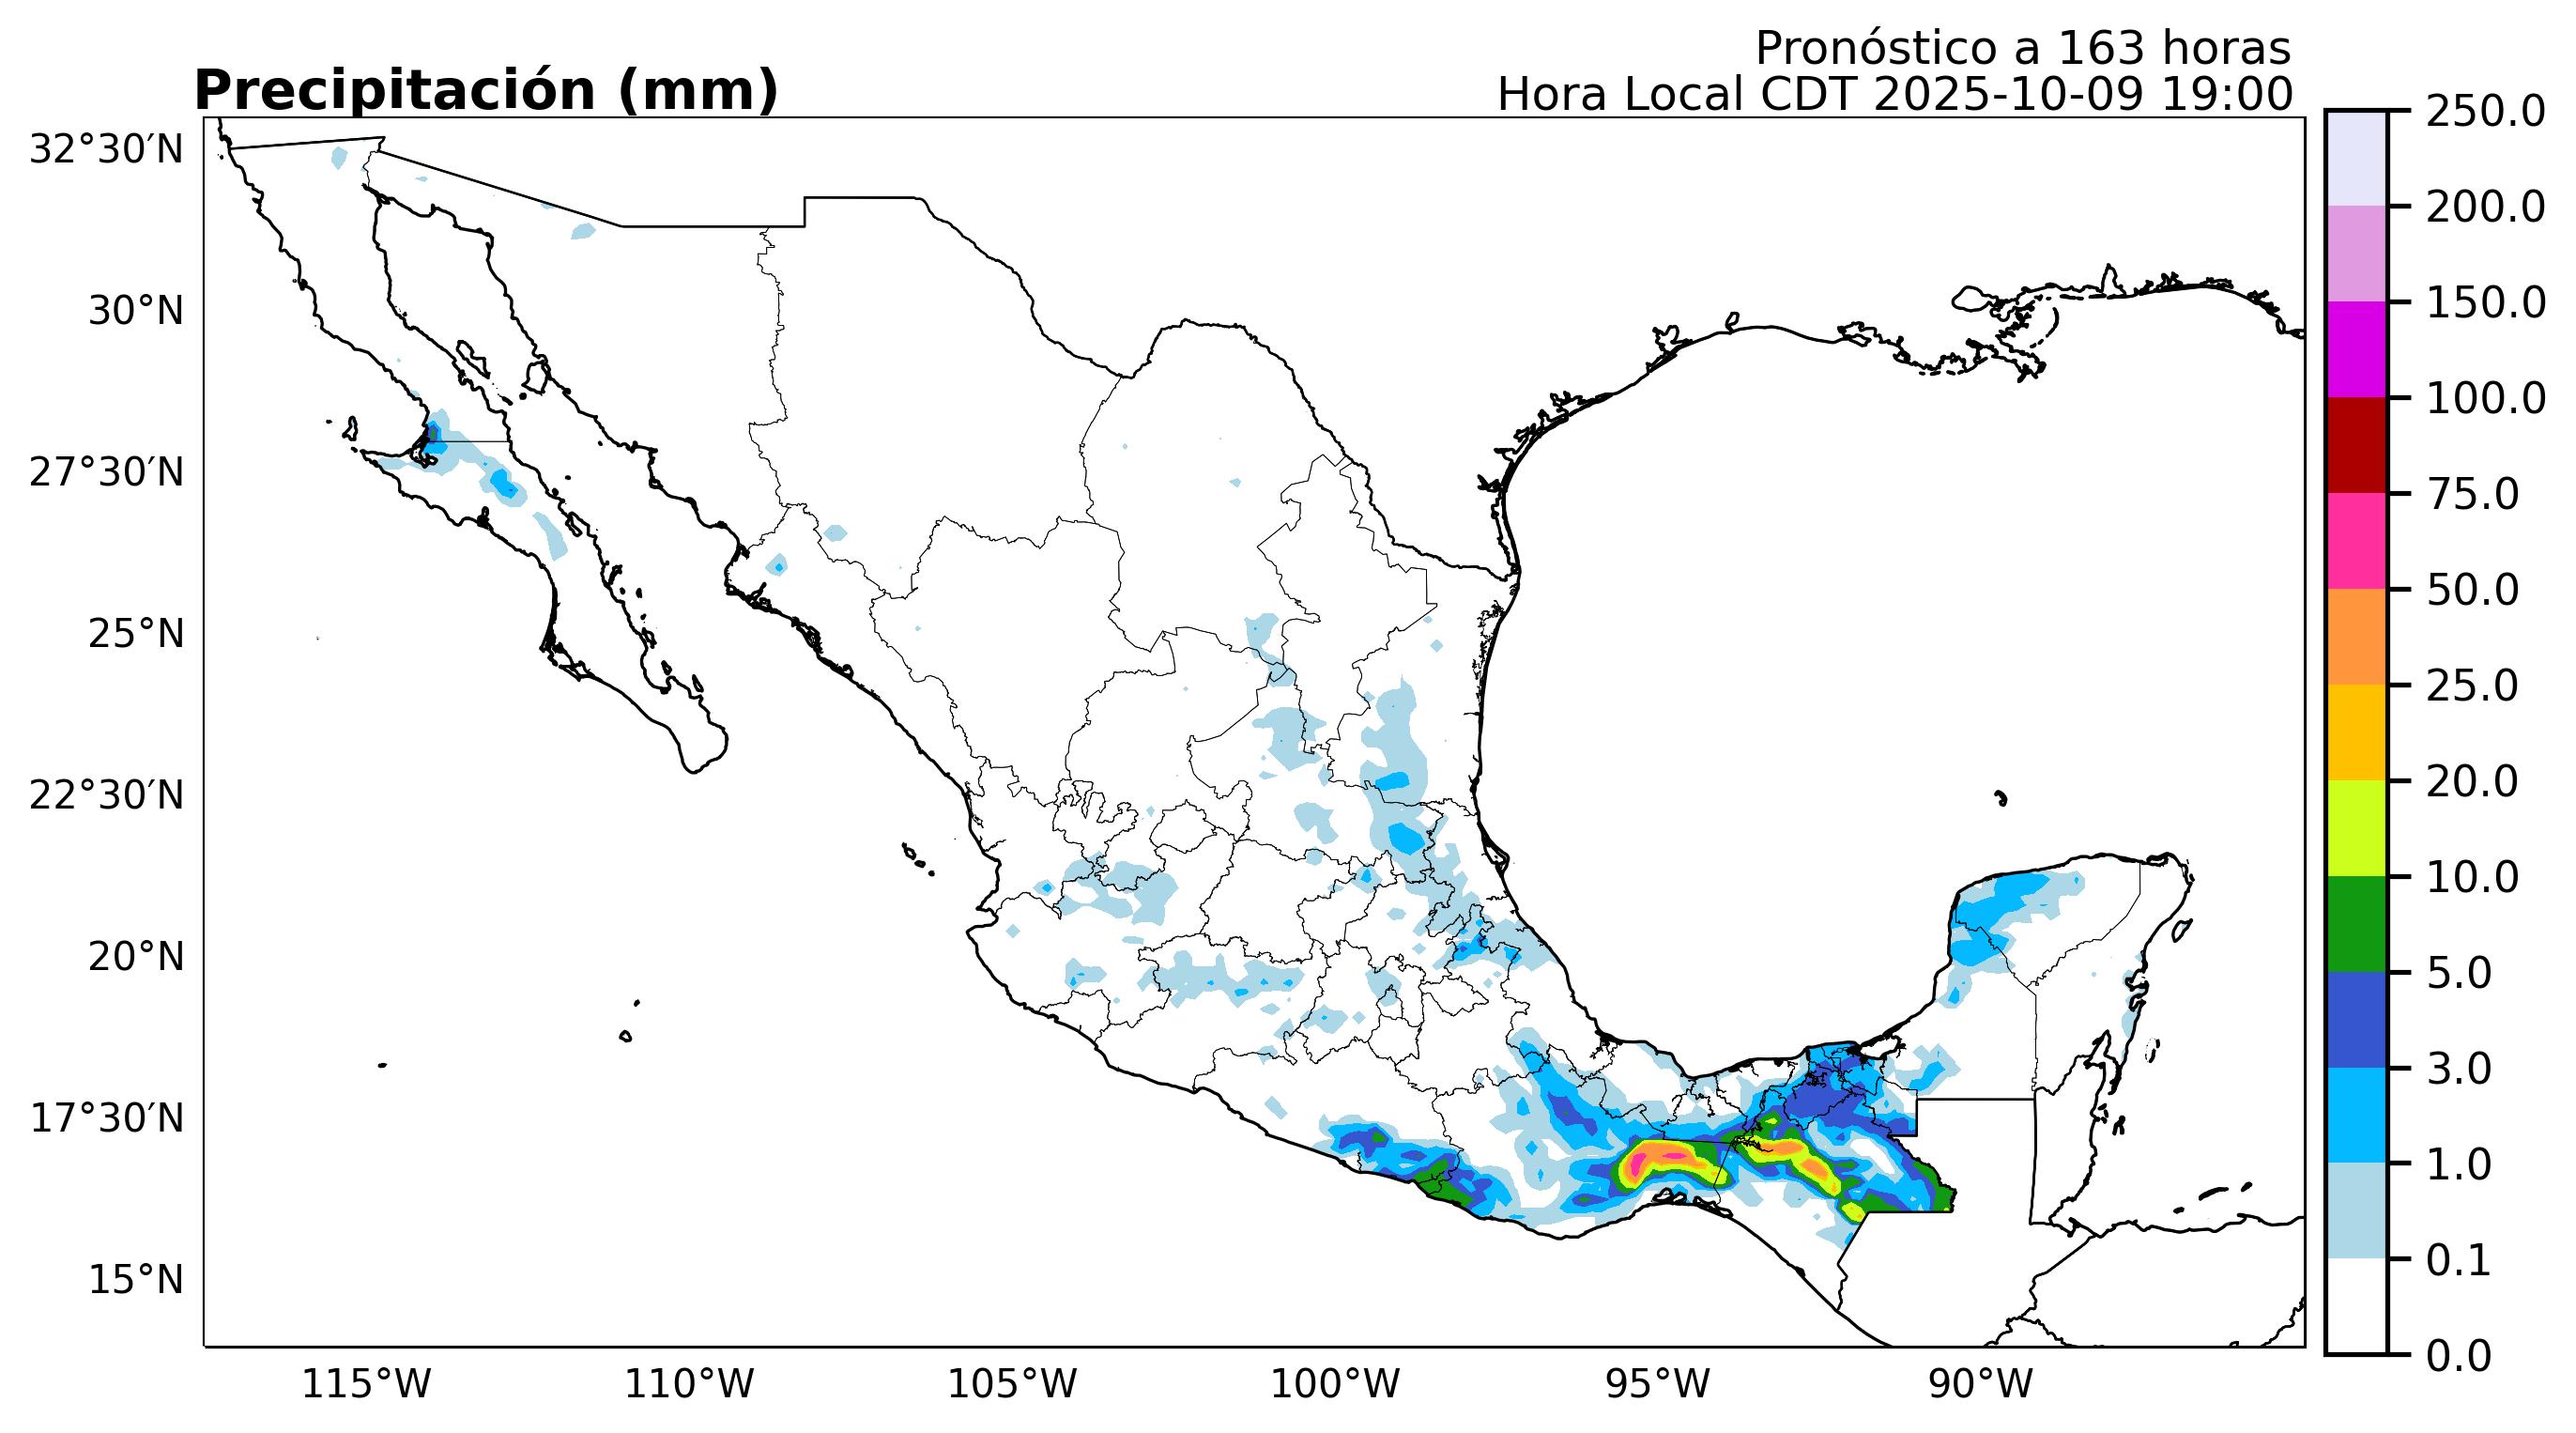 Pronóstico a 163 horas
Precipitación (mm)
Hora Local CDT 2025-10-09 19:00
32°30′N
30°N
27°30′N
25°N
22°30′N
20°N
17°30′N
15°N
115°W
110°W
105°W
100°W
95°W
90°W
250.0
200.0
150.0
100.0
75.0
50.0
25.0
20.0
10.0
5.0
3.0
1.0
0.1
0.0